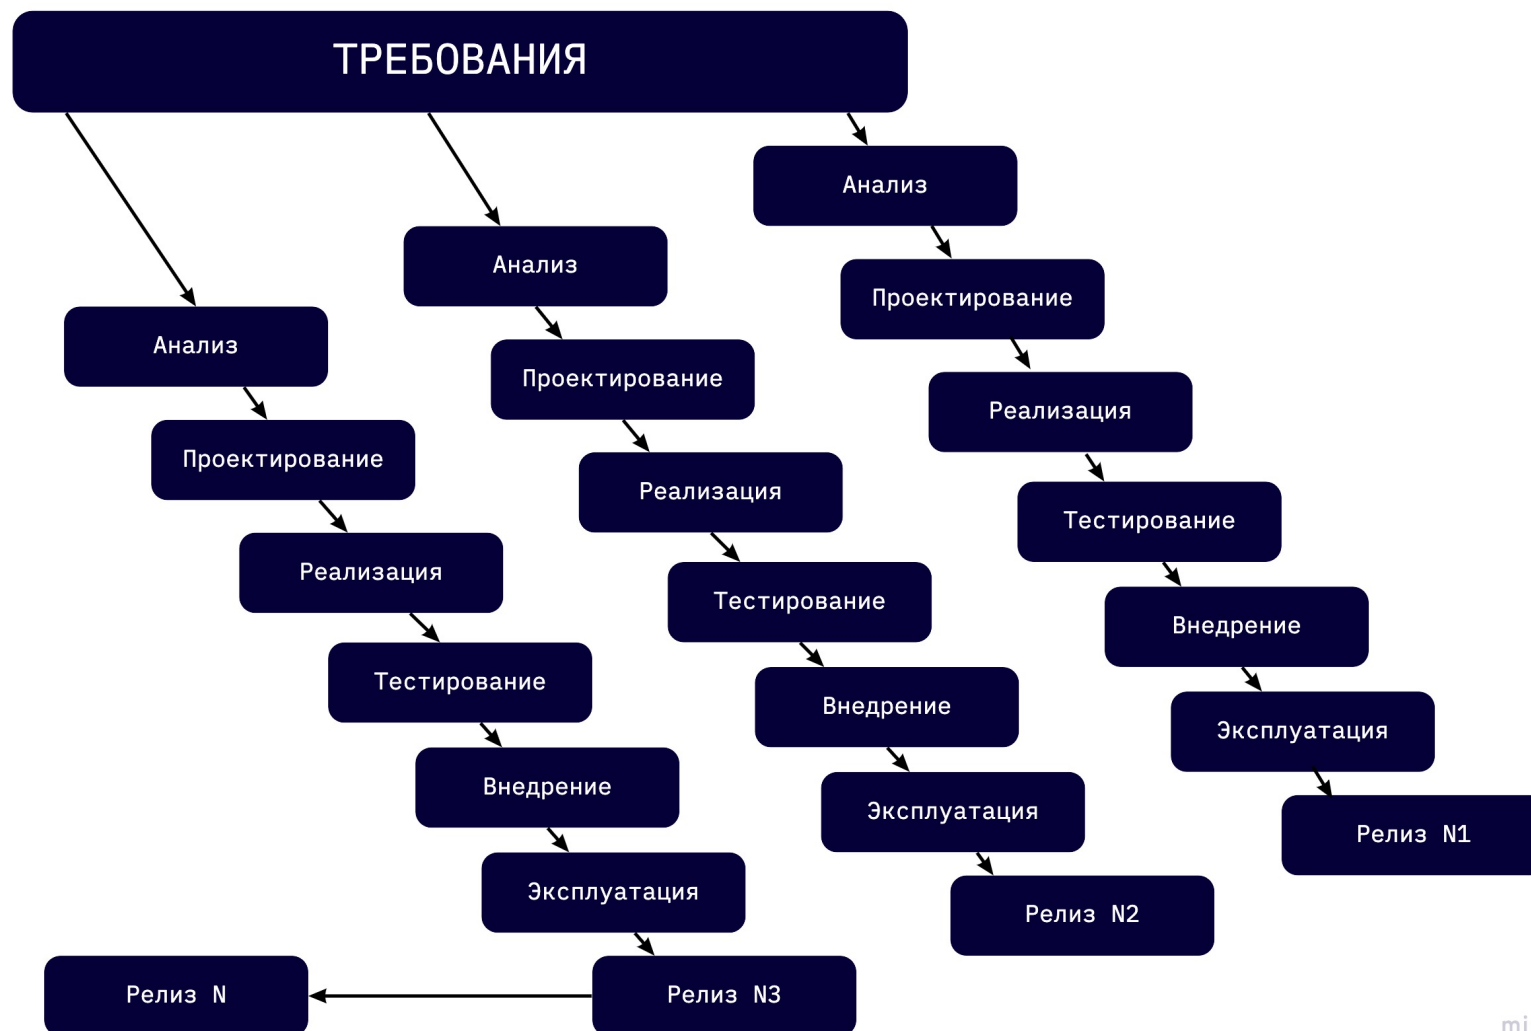 ТРЕБОВАНИЯ
Анализ
Анализ
Проектирование
Анализ
Проектирование
Реализация
Проектирование
Реализация
Тестирование
Реализация
Тестирование
Внедрение
Тестирование
Внедрение
Эксплуатация
Внедрение
Эксплуатация
Релиз N1
Эксплуатация
Релиз N2
Релиз N
Релиз N3
mi